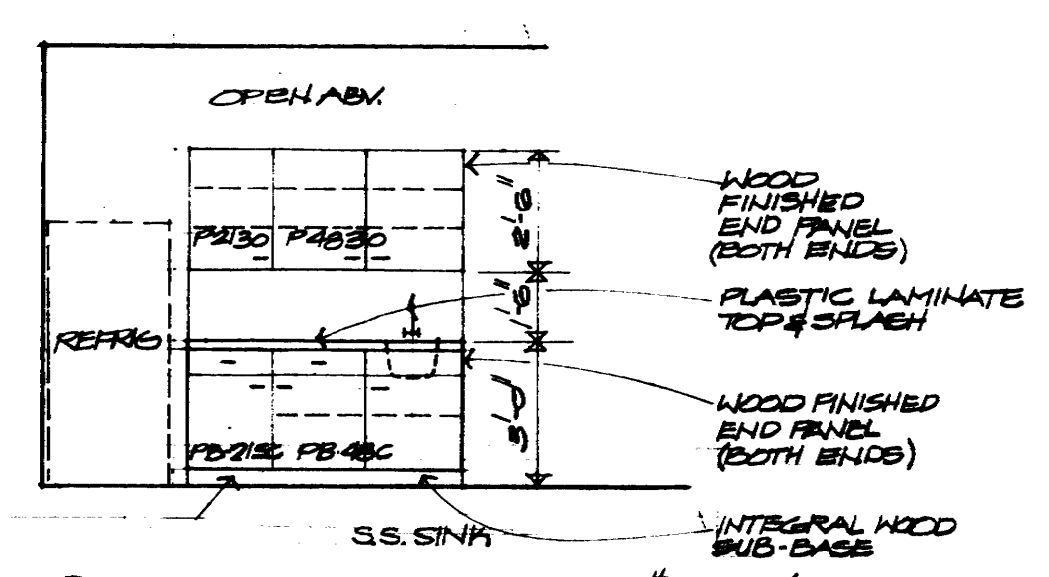 OPEN ABV.
WOOD
FINISHED
END PANEL
(BOTH ENDS)
2'-6"
P2130 P4830
1'-6"
PLASTIC LAMINATE
TOP & SPLASH
REFRIG
3'-0"
WOOD FINISHED
END PANEL
(BOTH ENDS)
PB-21SC PB-48C
S.S. SINK
INTEGRAL WOOD
SUB-BASE